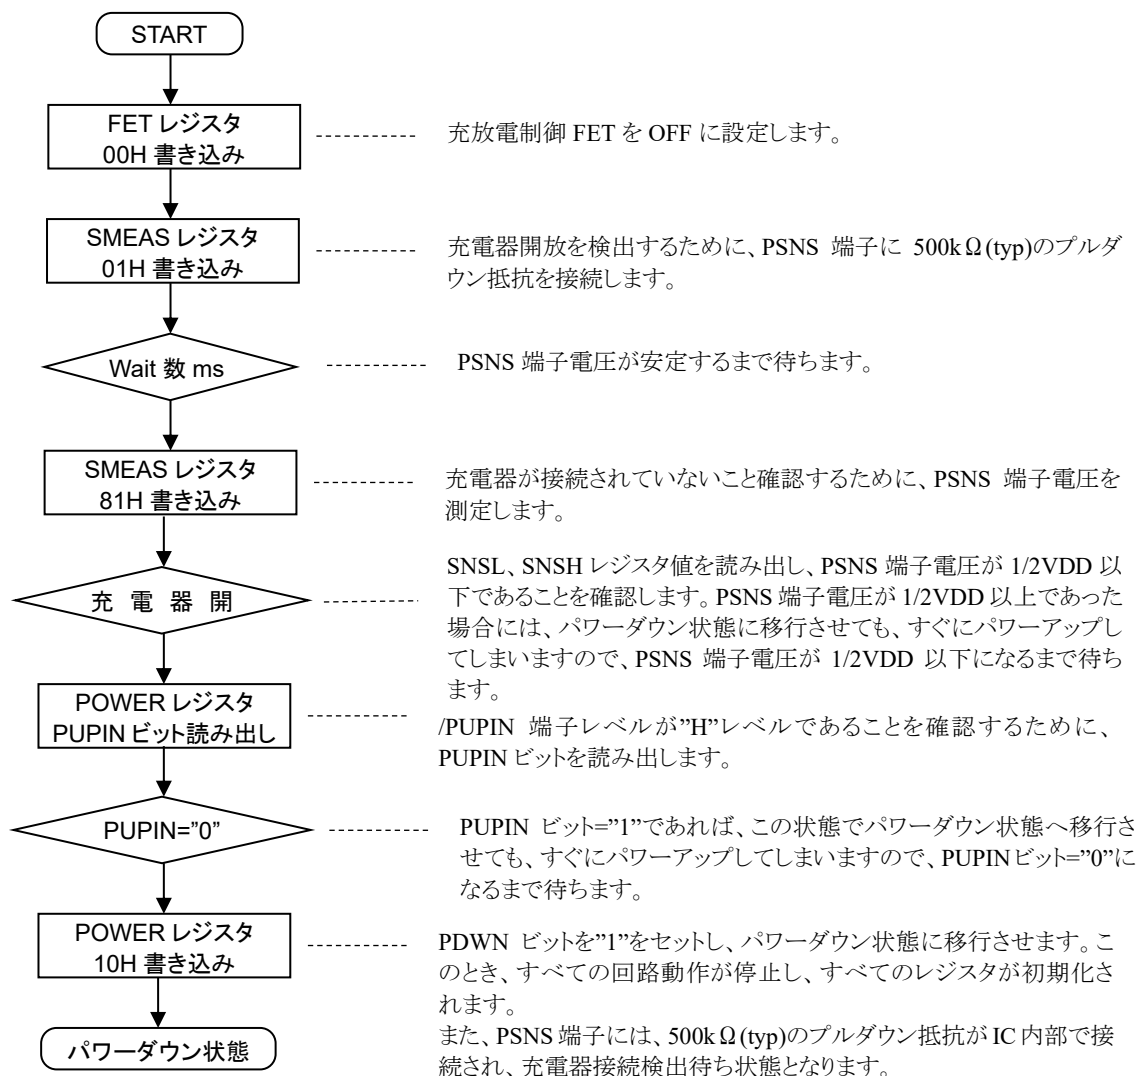 START
FET レジスタ
00H 書き込み
充放電制御 FET を OFF に設定します。
SMEAS レジスタ
01H 書き込み
充電器開放を検出するために、PSNS 端子に 500kΩ(typ)のプルダ
ウン抵抗を接続します。
Wait 数 ms
PSNS 端子電圧が安定するまで待ちます。
SMEAS レジスタ
81H 書き込み
充電器が接続されていないこと確認するために、PSNS 端子電圧を
測定します。
充 電 器 開
SNSL、SNSH レジスタ値を読み出し、PSNS 端子電圧が 1/2VDD 以
下であることを確認します。PSNS 端子電圧が 1/2VDD 以上であった
場合には、パワーダウン状態に移行させても、すぐにパワーアップし
てしまいますので、PSNS 端子電圧が 1/2VDD 以下になるまで待ち
ます。
POWER レジスタ
PUPIN ビット読み出し
/PUPIN 端子レベルが”H”レベルであることを確認するために、
PUPIN ビットを読み出します。
PUPIN=”0”
PUPIN ビット=”1”であれば、この状態でパワーダウン状態へ移行さ
せても、すぐにパワーアップしてしまいますので、PUPINビット=”0”に
なるまで待ちます。
POWER レジスタ
10H 書き込み
PDWN ビットを”1”をセットし、パワーダウン状態に移行させます。こ
のとき、すべての回路動作が停止し、すべてのレジスタが初期化さ
れます。
また、PSNS 端子には、500kΩ(typ)のプルダウン抵抗が IC 内部で接
続され、充電器接続検出待ち状態となります。
パワーダウン状態